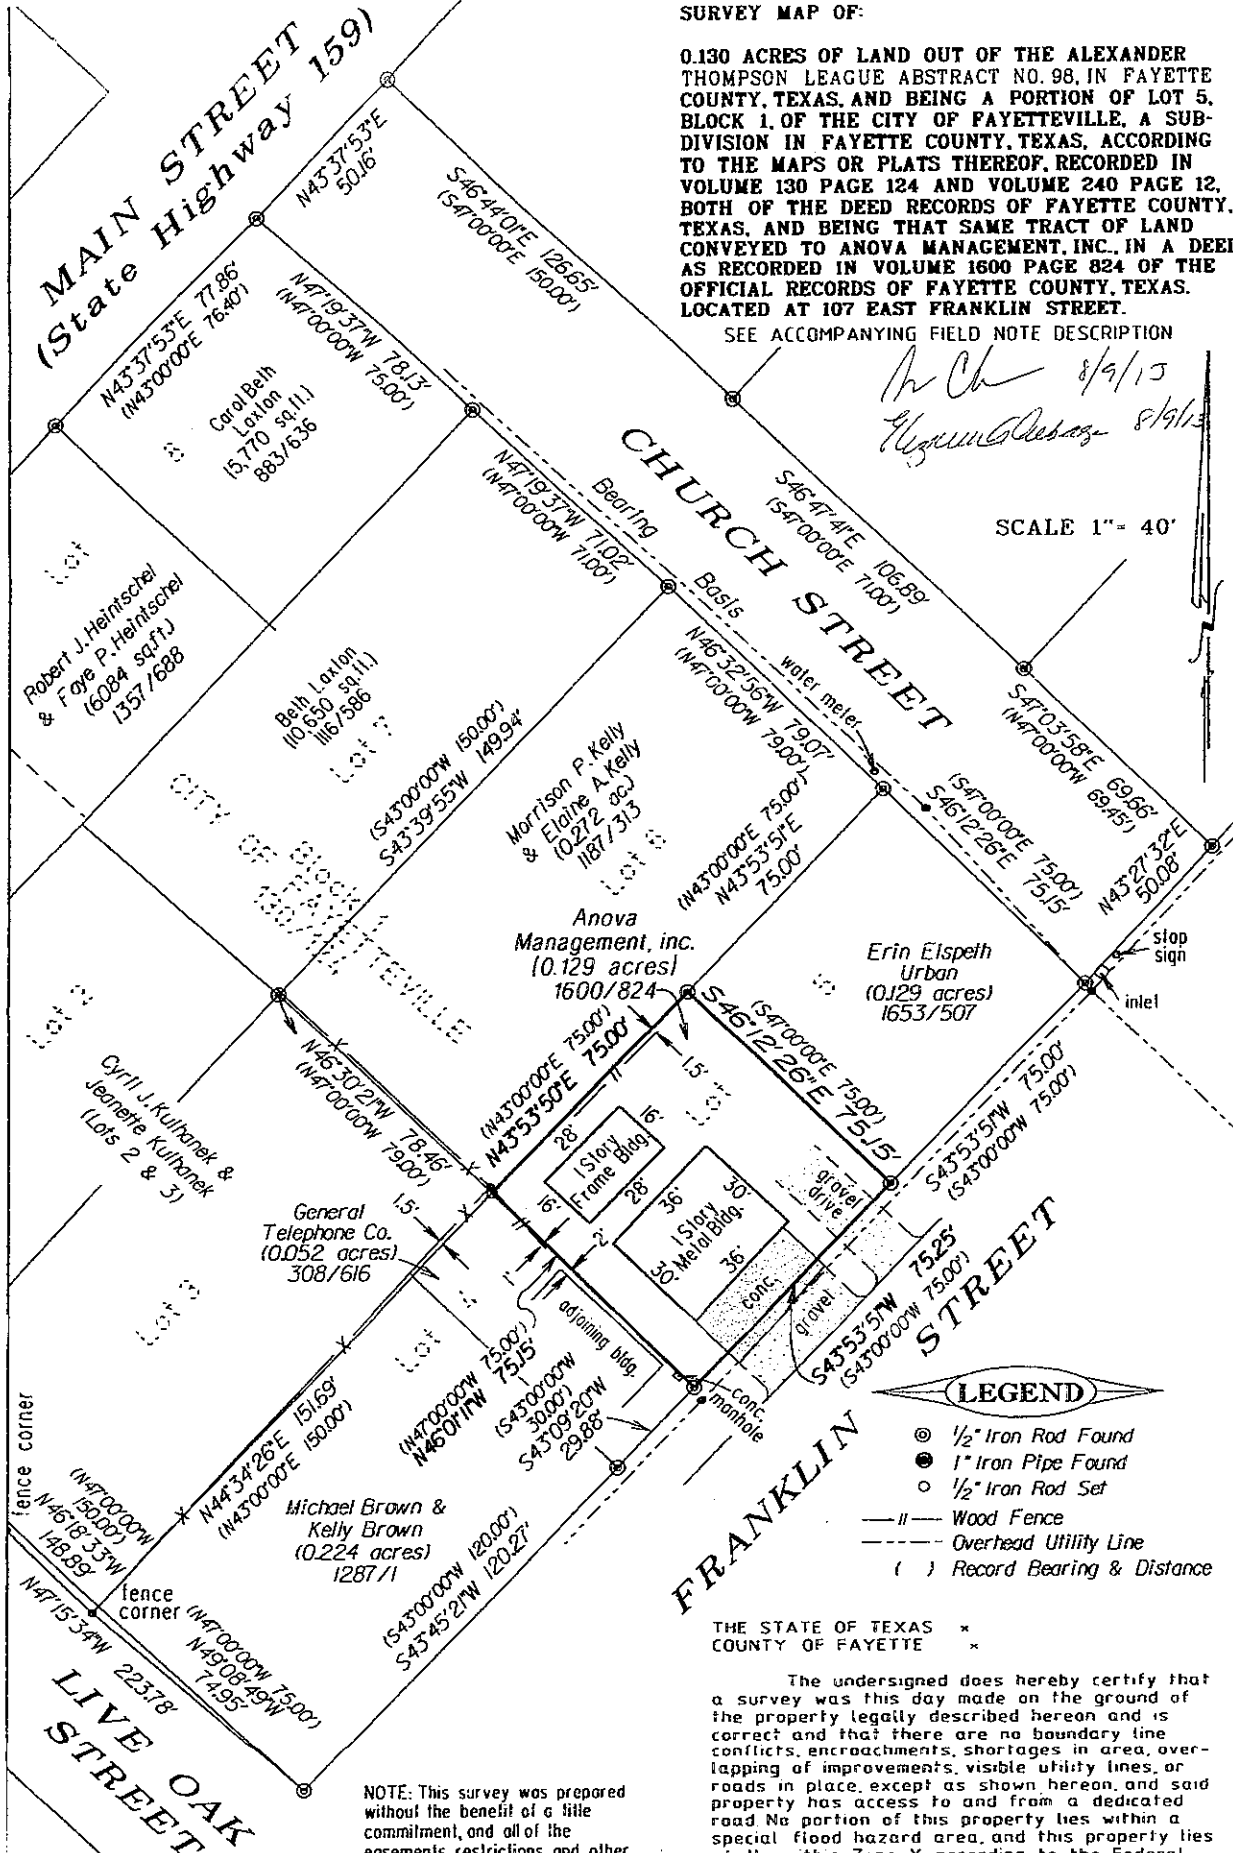 SURVEY MAP OF:
0.130 ACRES OF LAND OUT OF THE ALEXANDER
THOMPSON LEAGUE ABSTRACT NO. 98, IN FAYETTE
COUNTY, TEXAS, AND BEING A PORTION OF LOT 5,
BLOCK 1, OF THE CITY OF FAYETTEVILLE, A SUB-
DIVISION IN FAYETTE COUNTY, TEXAS, ACCORDING
TO THE MAPS OR PLATS THEREOF, RECORDED IN
VOLUME 130 PAGE 124 AND VOLUME 240 PAGE 12,
BOTH OF THE DEED RECORDS OF FAYETTE COUNTY,
TEXAS, AND BEING THAT SAME TRACT OF LAND
CONVEYED TO ANOVA MANAGEMENT, INC., IN A DEED
AS RECORDED IN VOLUME 1600 PAGE 824 OF THE
OFFICIAL RECORDS OF FAYETTE COUNTY, TEXAS.
LOCATED AT 107 EAST FRANKLIN STREET.
SEE ACCOMPANYING FIELD NOTE DESCRIPTION
8/9/13
8/9/13
SCALE 1"= 40'
MAIN STREET
(State Highway 159)
N43°37'53"E
50.16'
S46°44'01"E 126.65'
(S47°00'00"E 150.00')
N43°37'53"E 77.86'
(N43°00'00"E 76.40')
N47°19'37"W 78.13'
(N47°00'00"W 75.00')
Carol Beth
Laxton
(5,770 sq.ft.)
883/636
8
Lot
Robert J. Heintschel
& Faye P. Heintschel
(6084 sq.ft.)
1357/688
N47°19'37"W 71.02'
(N47°00'00"W 71.00')
Bearing
Basis
CHURCH STREET
S46°47'41"E 106.89'
(S47°00'00"E 71.00')
Beth Laxton
(10,650 sq.ft.)
1116/586
Lot 7
(S43°00'00"W 150.00')
S43°39'55"W 149.94'
N46°32'56"W 79.07'
(N47°00'00"W 79.00')
water meter
S47°03'58"E 69.66'
(N47°00'00"W 69.45')
Morrison P. Kelly
& Elaine A. Kelly
(0.272 ac.)
1187/313
Lot 6
(N43°00'00"E 75.00')
N43°53'51"E
75.00'
(S47°00'00"E 75.00')
S46°12'26"E 75.15'
N43°27'32"E
50.08'
stop
sign
inlet
CITY OF FAYETTEVILLE
Block 1
130/124
Anova
Management, inc.
(0.129 acres)
1600/824
Erin Elspeth
Urban
(0.129 acres)
1653/507
5
Lot 2
Cyril J. Kulhanek &
Jeanette Kulhanek
(Lots 2 & 3)
N46°30'21"W 78.46'
(N47°00'00"W 79.00')
(N43°00'00"E 75.00')
N43°53'50"E 75.00'
1.5'
Lot
(S47°00'00"E 75.00')
S46°12'26"E 75.15'
S43°53'51"W 75.00'
(S43°00'00"W 75.00')
28'
16'
1 Story
Frame Bldg.
16'
28'
36'
30'
1 Story
Metal Bldg.
30'
36'
gravel
drive
conc.
gravel
General
Telephone Co.
(0.052 acres)
308/616
1.5'
1'
2'
adjoining bldg.
Lot 3
Lot 4
S43°53'51"W 75.25'
(S43°00'00"W 75.00')
FRANKLIN STREET
(N47°00'00"W 75.00')
N46°01'11"W 75.15'
(S43°00'00"W
30.00')
S43°09'20"W
29.88'
conc.
manhole
N44°34'26"E 151.69'
(N43°00'00"E 150.00')
fence corner
(N47°00'00"W
150.00')
N46°18'33"W
148.89'
Michael Brown &
Kelly Brown
(0.224 acres)
1287/1
fence
corner
N47°15'34"W 223.78'
(N47°00'00"W 75.00')
N49°08'49"W
74.95'
(S43°00'00"W 120.00')
S43°45'21"W 120.27'
LIVE OAK
STREET
LEGEND
1/2" Iron Rod Found
1" Iron Pipe Found
1/2" Iron Rod Set
—//— Wood Fence
Overhead Utility Line
( ) Record Bearing & Distance
THE STATE OF TEXAS *
COUNTY OF FAYETTE *
The undersigned does hereby certify that
a survey was this day made on the ground of
the property legally described hereon and is
correct and that there are no boundary line
conflicts, encroachments, shortages in area, over-
lapping of improvements, visible utility lines, or
roads in place, except as shown hereon, and said
property has access to and from a dedicated
road. No portion of this property lies within a
special flood hazard area, and this property lies
NOTE: This survey was prepared
without the benefit of a title
commitment, and all of the
easements, restrictions and other